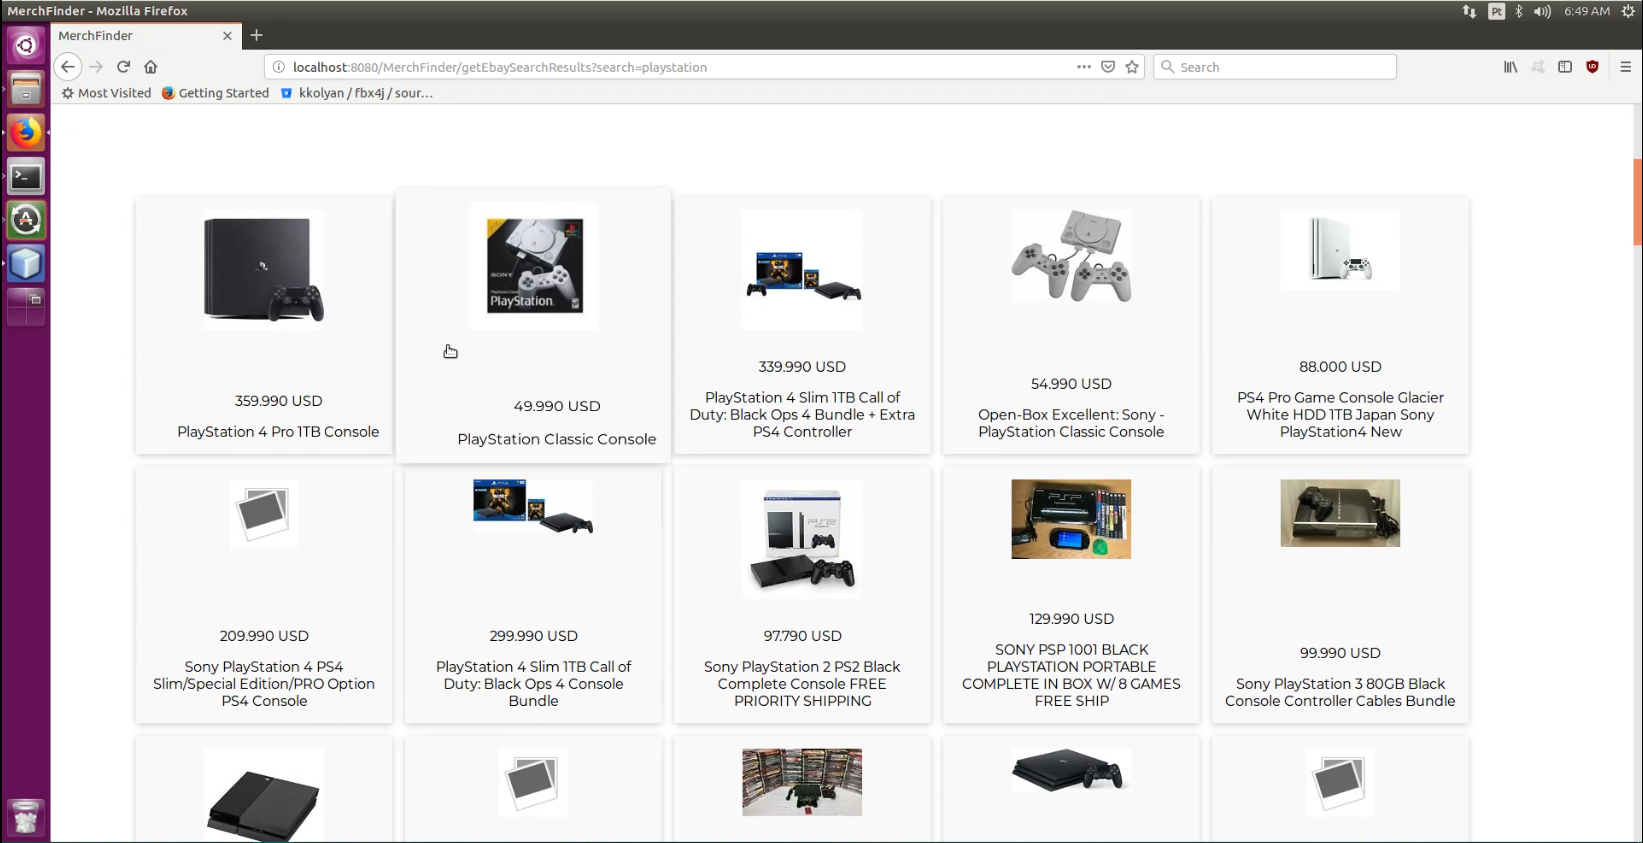 MerchFinder - Mozilla Firefox
Pt
6:49 AM
MerchFinder
localhost:8080/MerchFinder/getEbaySearchResults?search=playstation
Search
Most Visited
Getting Started
kkolyan / fbx4j / sour…
SONY
PlayStation
359.990 USD
PlayStation 4 Pro 1TB Console
49.990 USD
PlayStation Classic Console
339.990 USD
PlayStation 4 Slim 1TB Call of
Duty: Black Ops 4 Bundle + Extra
PS4 Controller
54.990 USD
Open-Box Excellent: Sony -
PlayStation Classic Console
88.000 USD
PS4 Pro Game Console Glacier
White HDD 1TB Japan Sony
PlayStation4 New
PS2
PSP
209.990 USD
Sony PlayStation 4 PS4
Slim/Special Edition/PRO Option
PS4 Console
299.990 USD
PlayStation 4 Slim 1TB Call of
Duty: Black Ops 4 Console
Bundle
97.790 USD
Sony PlayStation 2 PS2 Black
Complete Console FREE
PRIORITY SHIPPING
129.990 USD
SONY PSP 1001 BLACK
PLAYSTATION PORTABLE
COMPLETE IN BOX W/ 8 GAMES
FREE SHIP
99.990 USD
Sony PlayStation 3 80GB Black
Console Controller Cables Bundle